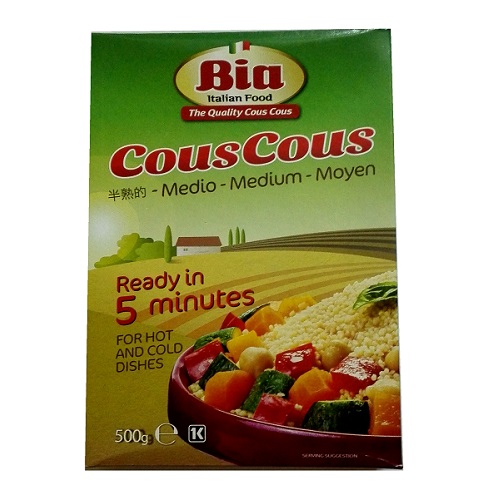 Bia
Italian Food
The Quality Cous Cous
CousCous
半熟的 - Medio - Medium - Moyen
Ready in
5 minutes
FOR HOT
AND COLD
DISHES
500g e K
SERVING SUGGESTION